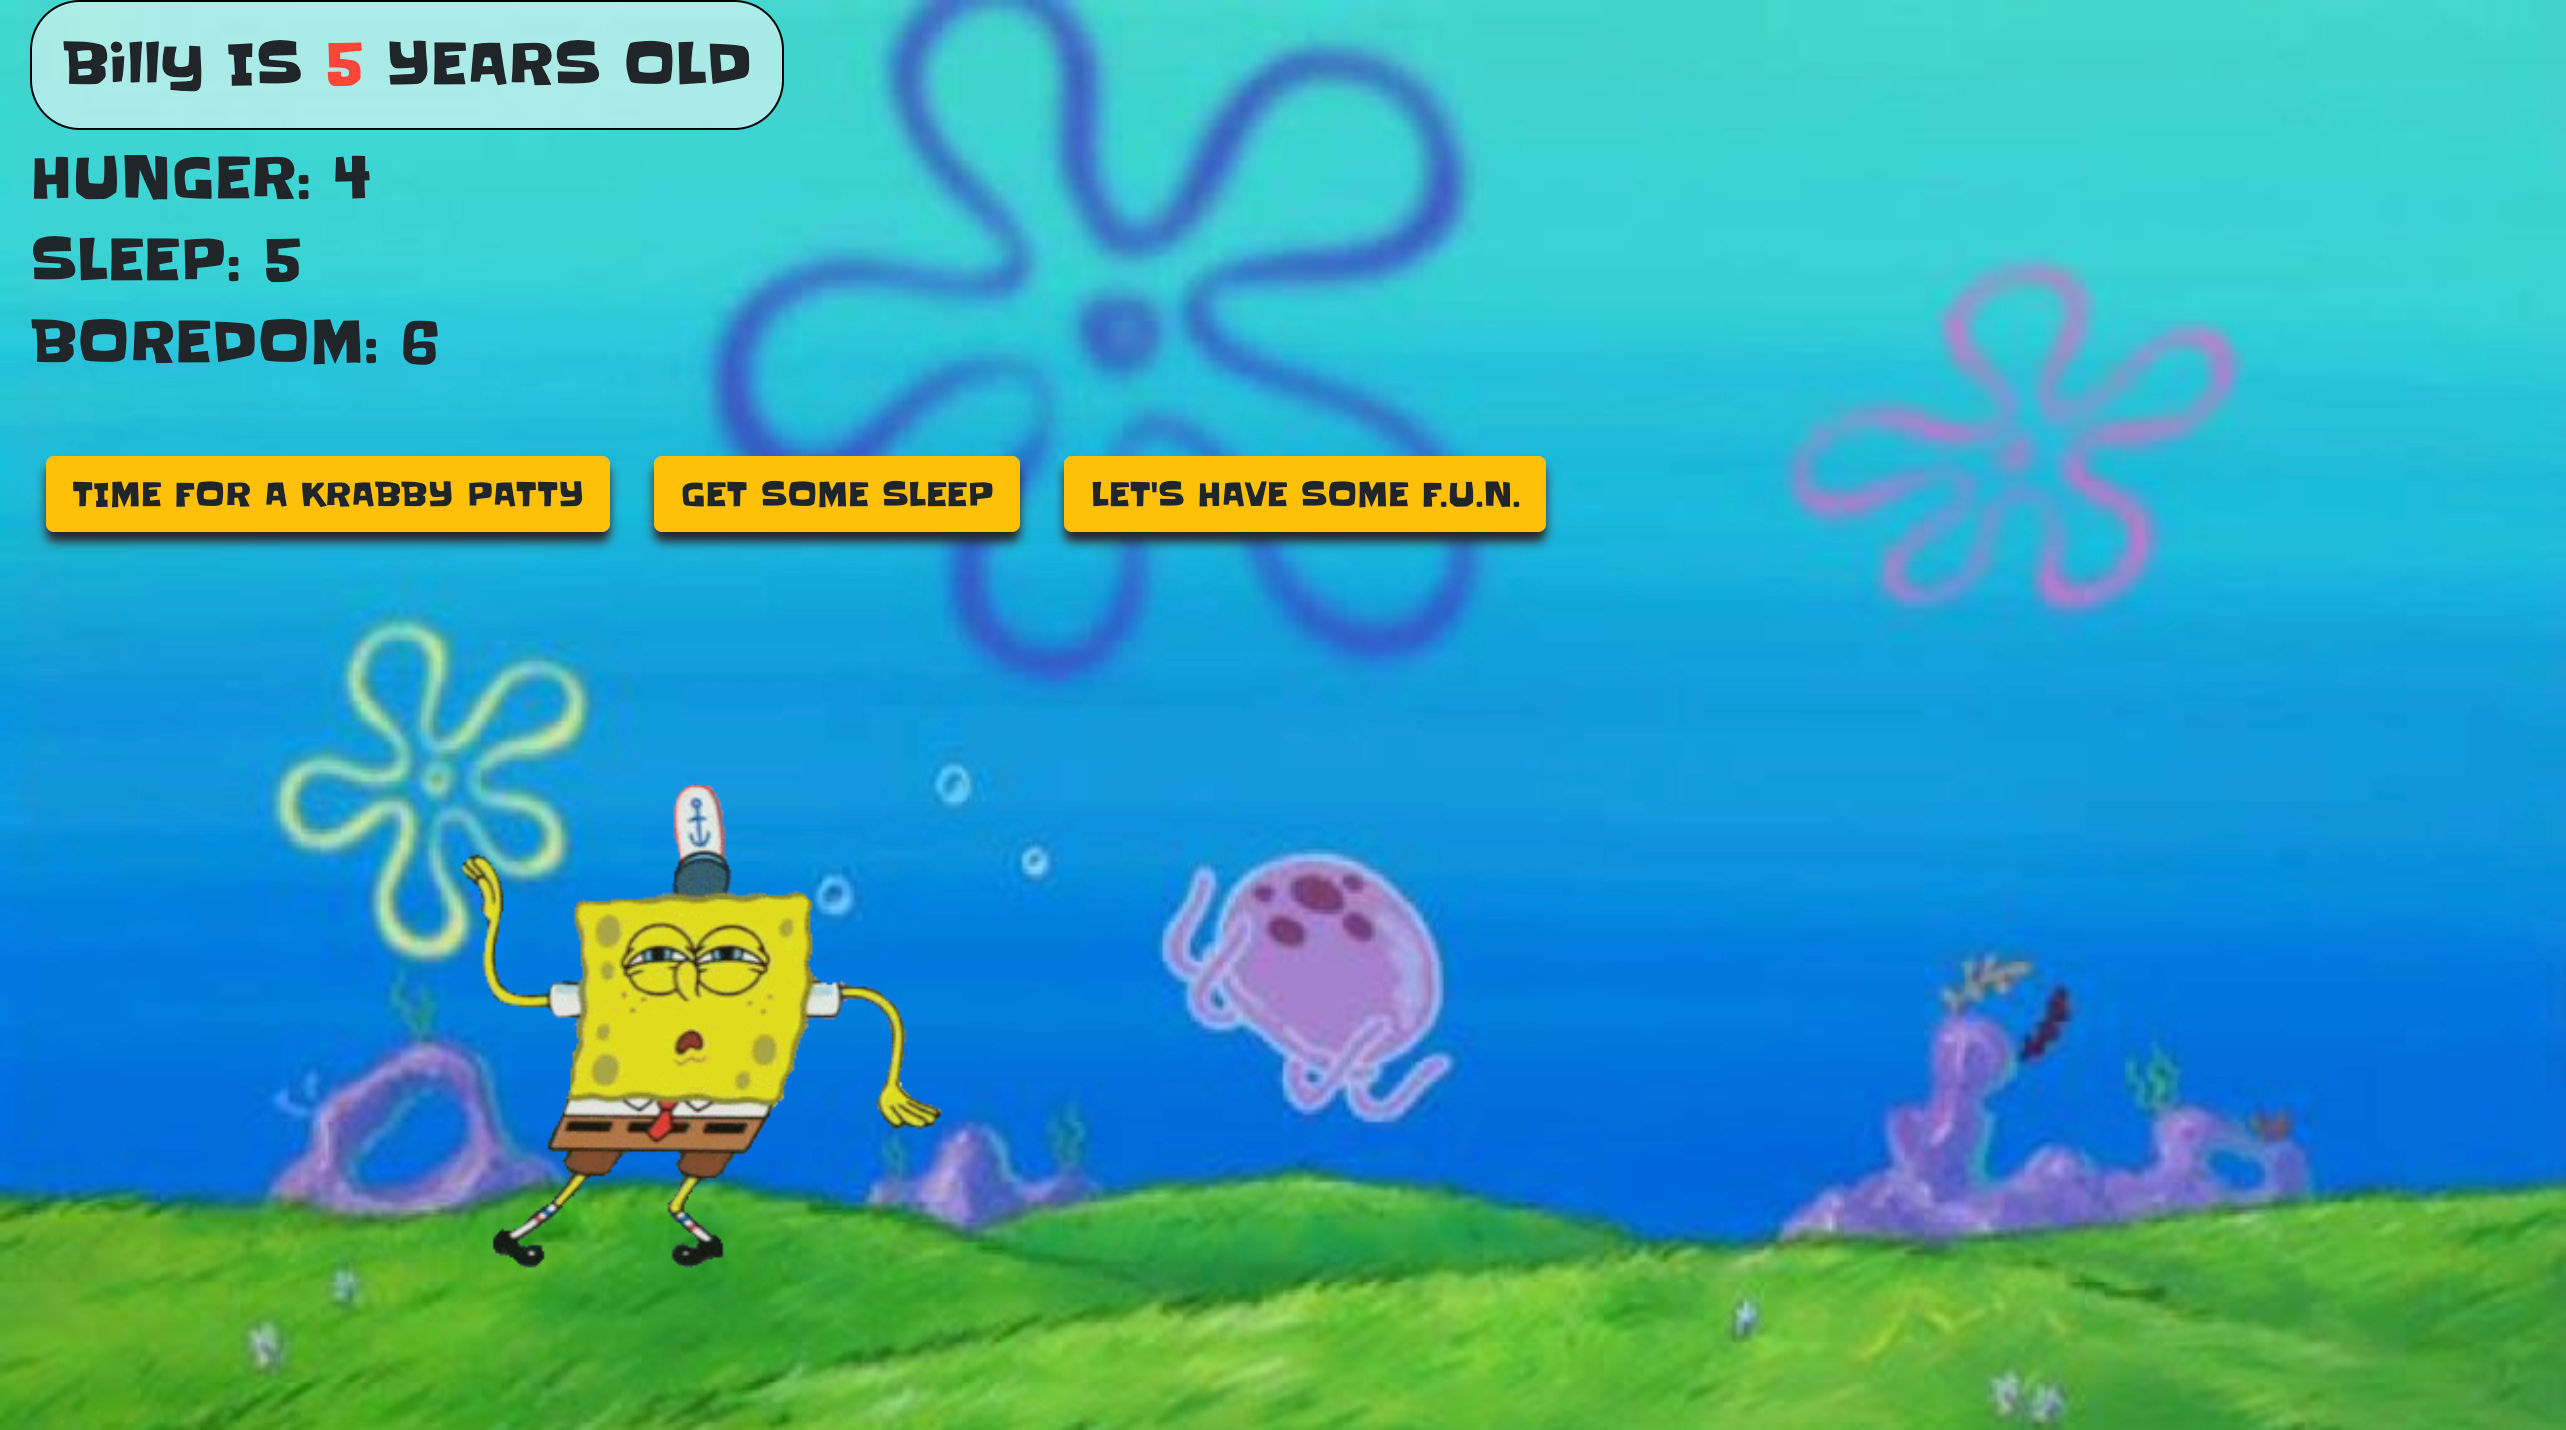 Billy IS 5 YEARS OLD
HUNGER: 4
SLEEP: 5
BOREDOM: 6
TIME FOR A KRABBY PATTY
GET SOME SLEEP
LET'S HAVE SOME F.U.N.